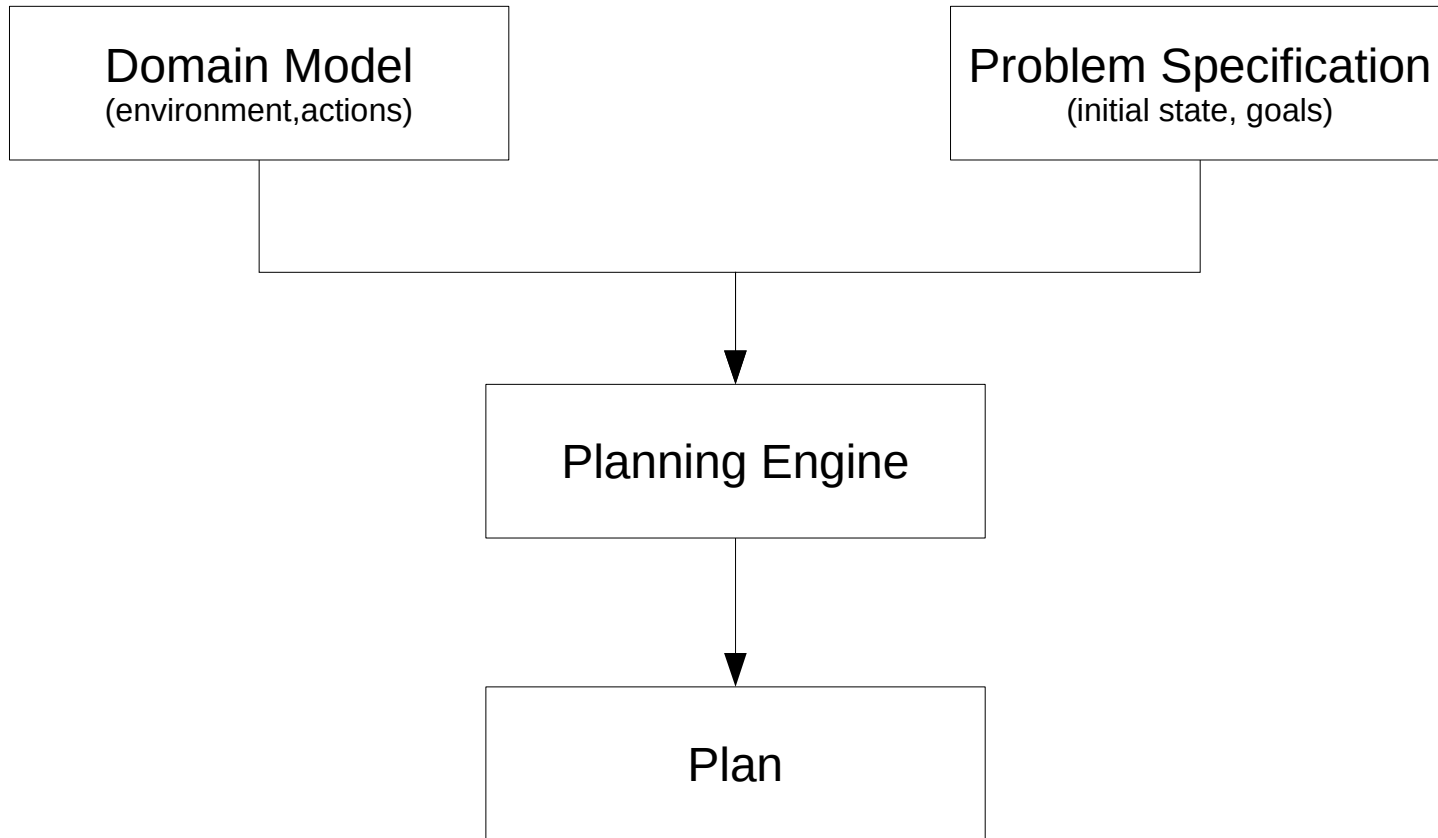 Domain Model
(environment,actions)
Problem Specification
(initial state, goals)
Planning Engine
Plan